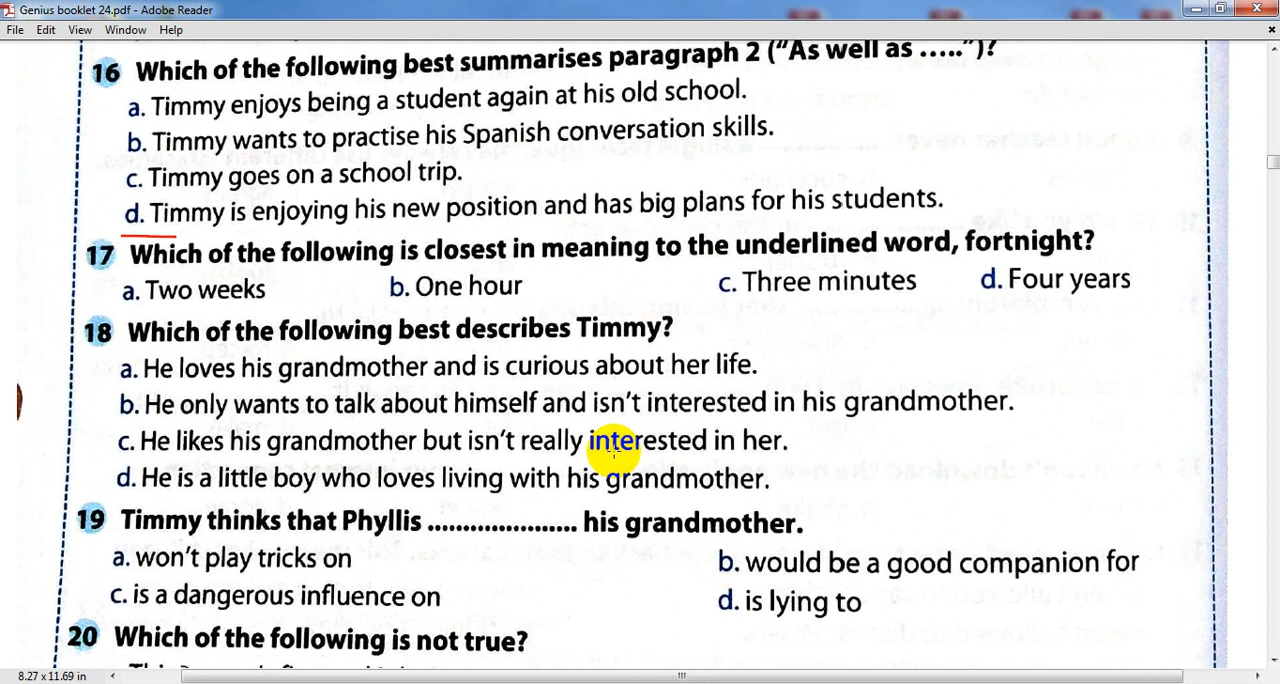 Genius booklet 24.pdf - Adobe Reader
File Edit View Window Help
16 Which of the following best summarises paragraph 2 ("As well as .....")?
a. Timmy enjoys being a student again at his old school.
b. Timmy wants to practise his Spanish conversation skills.
c. Timmy goes on a school trip.
d. Timmy is enjoying his new position and has big plans for his students.
17 Which of the following is closest in meaning to the underlined word, fortnight?
a. Two weeks b. One hour c. Three minutes d. Four years
18 Which of the following best describes Timmy?
a. He loves his grandmother and is curious about her life.
b. He only wants to talk about himself and isn't interested in his grandmother.
c. He likes his grandmother but isn't really interested in her.
d. He is a little boy who loves living with his grandmother.
19 Timmy thinks that Phyllis ..................... his grandmother.
a. won't play tricks on b. would be a good companion for
c. is a dangerous influence on d. is lying to
20 Which of the following is not true?
8.27 x 11.69 in